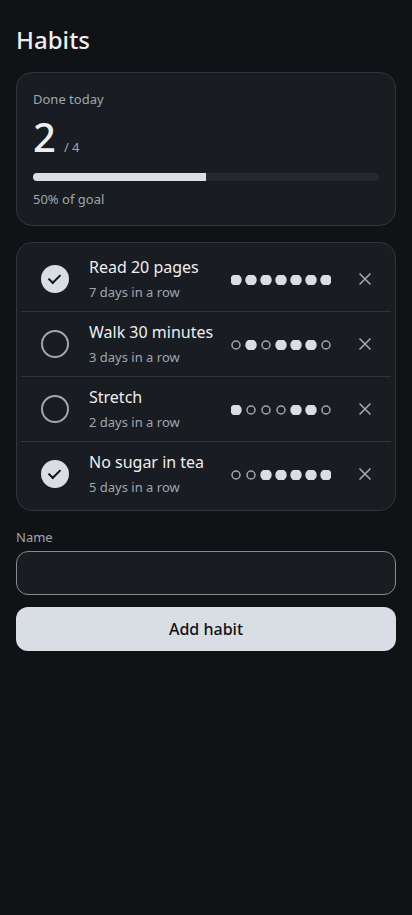 Habits
Done today
2 / 4
50% of goal
Read 20 pages
7 days in a row
Walk 30 minutes
3 days in a row
Stretch
2 days in a row
No sugar in tea
5 days in a row
Name
Add habit